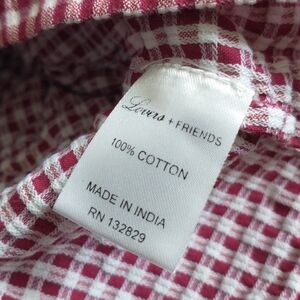 Lovers + FRIENDS
100% COTTON
MADE IN INDIA
RN 132829